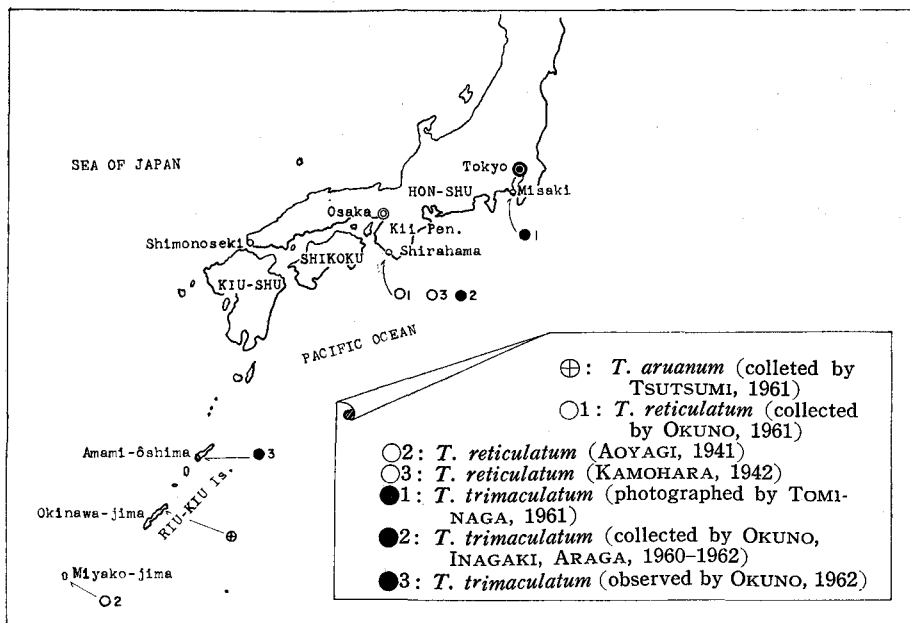 SEA OF JAPAN
Tokyo
HON-SHU
Misaki
Osaka
Kii Pen.
1
Shimonoseki
Shirahama
SHIKOKU
KIU-SHU
1 3 2
PACIFIC OCEAN
Amami-ôshima
3
RIU-KIU Is.
Okinawa-jima
Miyako-jima
2
⊕: T. aruanum (colleted by
TSUTSUMI, 1961)
○1: T. reticulatum (collected
by OKUNO, 1961)
○2: T. reticulatum (AOYAGI, 1941)
○3: T. reticulatum (KAMOHARA, 1942)
●1: T. trimaculatum (photographed by TOMI-
NAGA, 1961)
●2: T. trimaculatum (collected by OKUNO,
INAGAKI, ARAGA, 1960–1962)
●3: T. trimaculatum (observed by OKUNO, 1962)